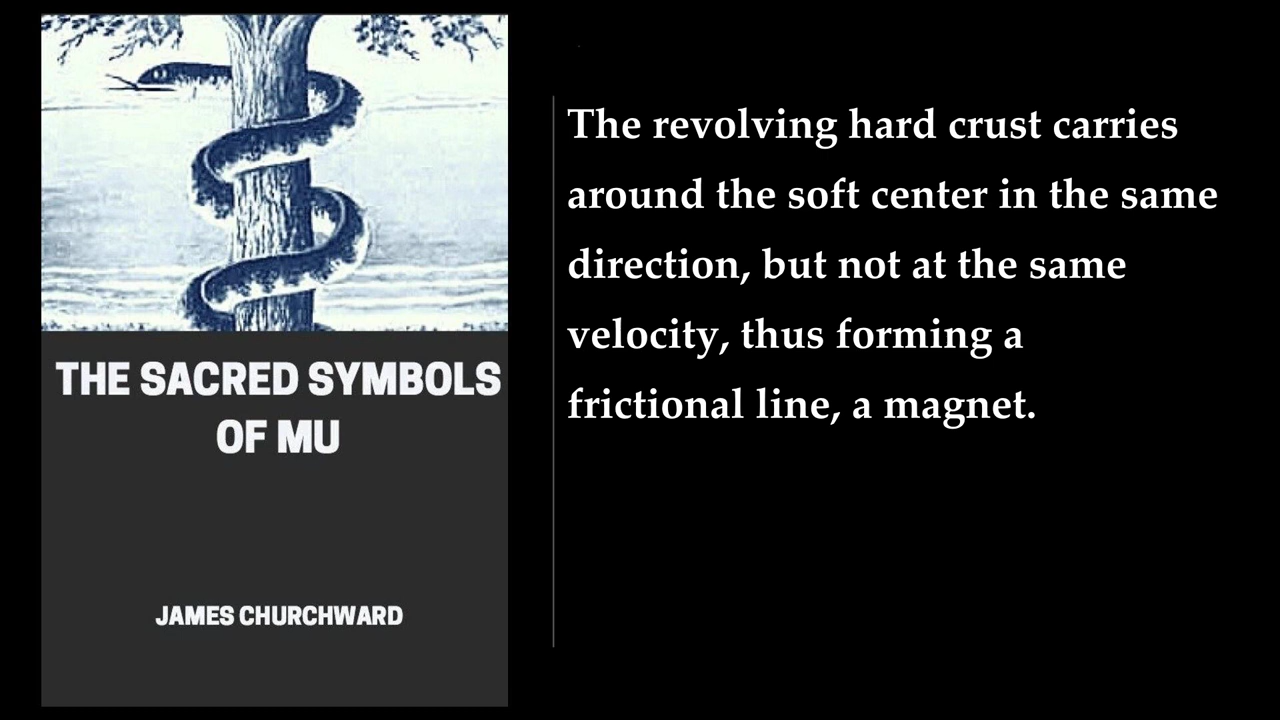 THE SACRED SYMBOLS
OF MU
JAMES CHURCHWARD
The revolving hard crust carries
around the soft center in the same
direction, but not at the same
velocity, thus forming a
frictional line, a magnet.